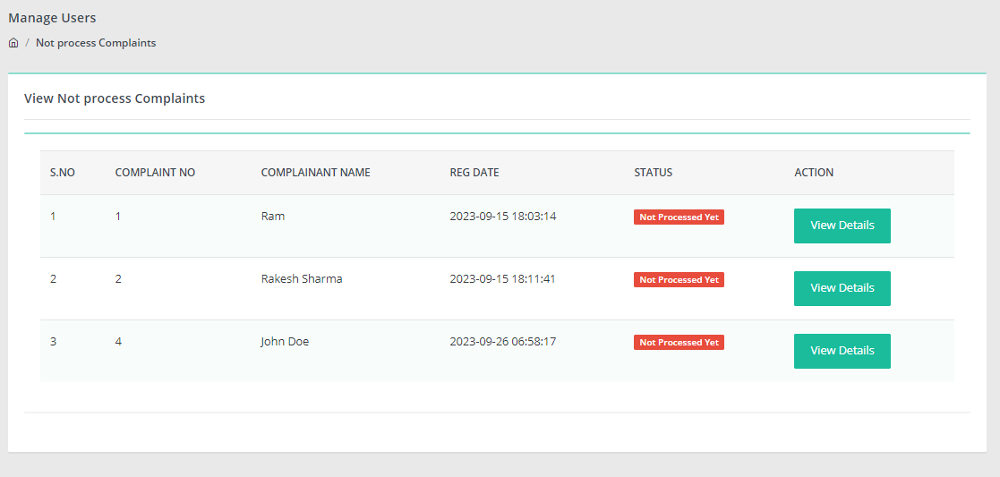 Manage Users
/ Not process Complaints
View Not process Complaints
S.NO COMPLAINT NO COMPLAINANT NAME REG DATE STATUS ACTION
1 1 Ram 2023-09-15 18:03:14 Not Processed Yet View Details
2 2 Rakesh Sharma 2023-09-15 18:11:41 Not Processed Yet View Details
3 4 John Doe 2023-09-26 06:58:17 Not Processed Yet View Details